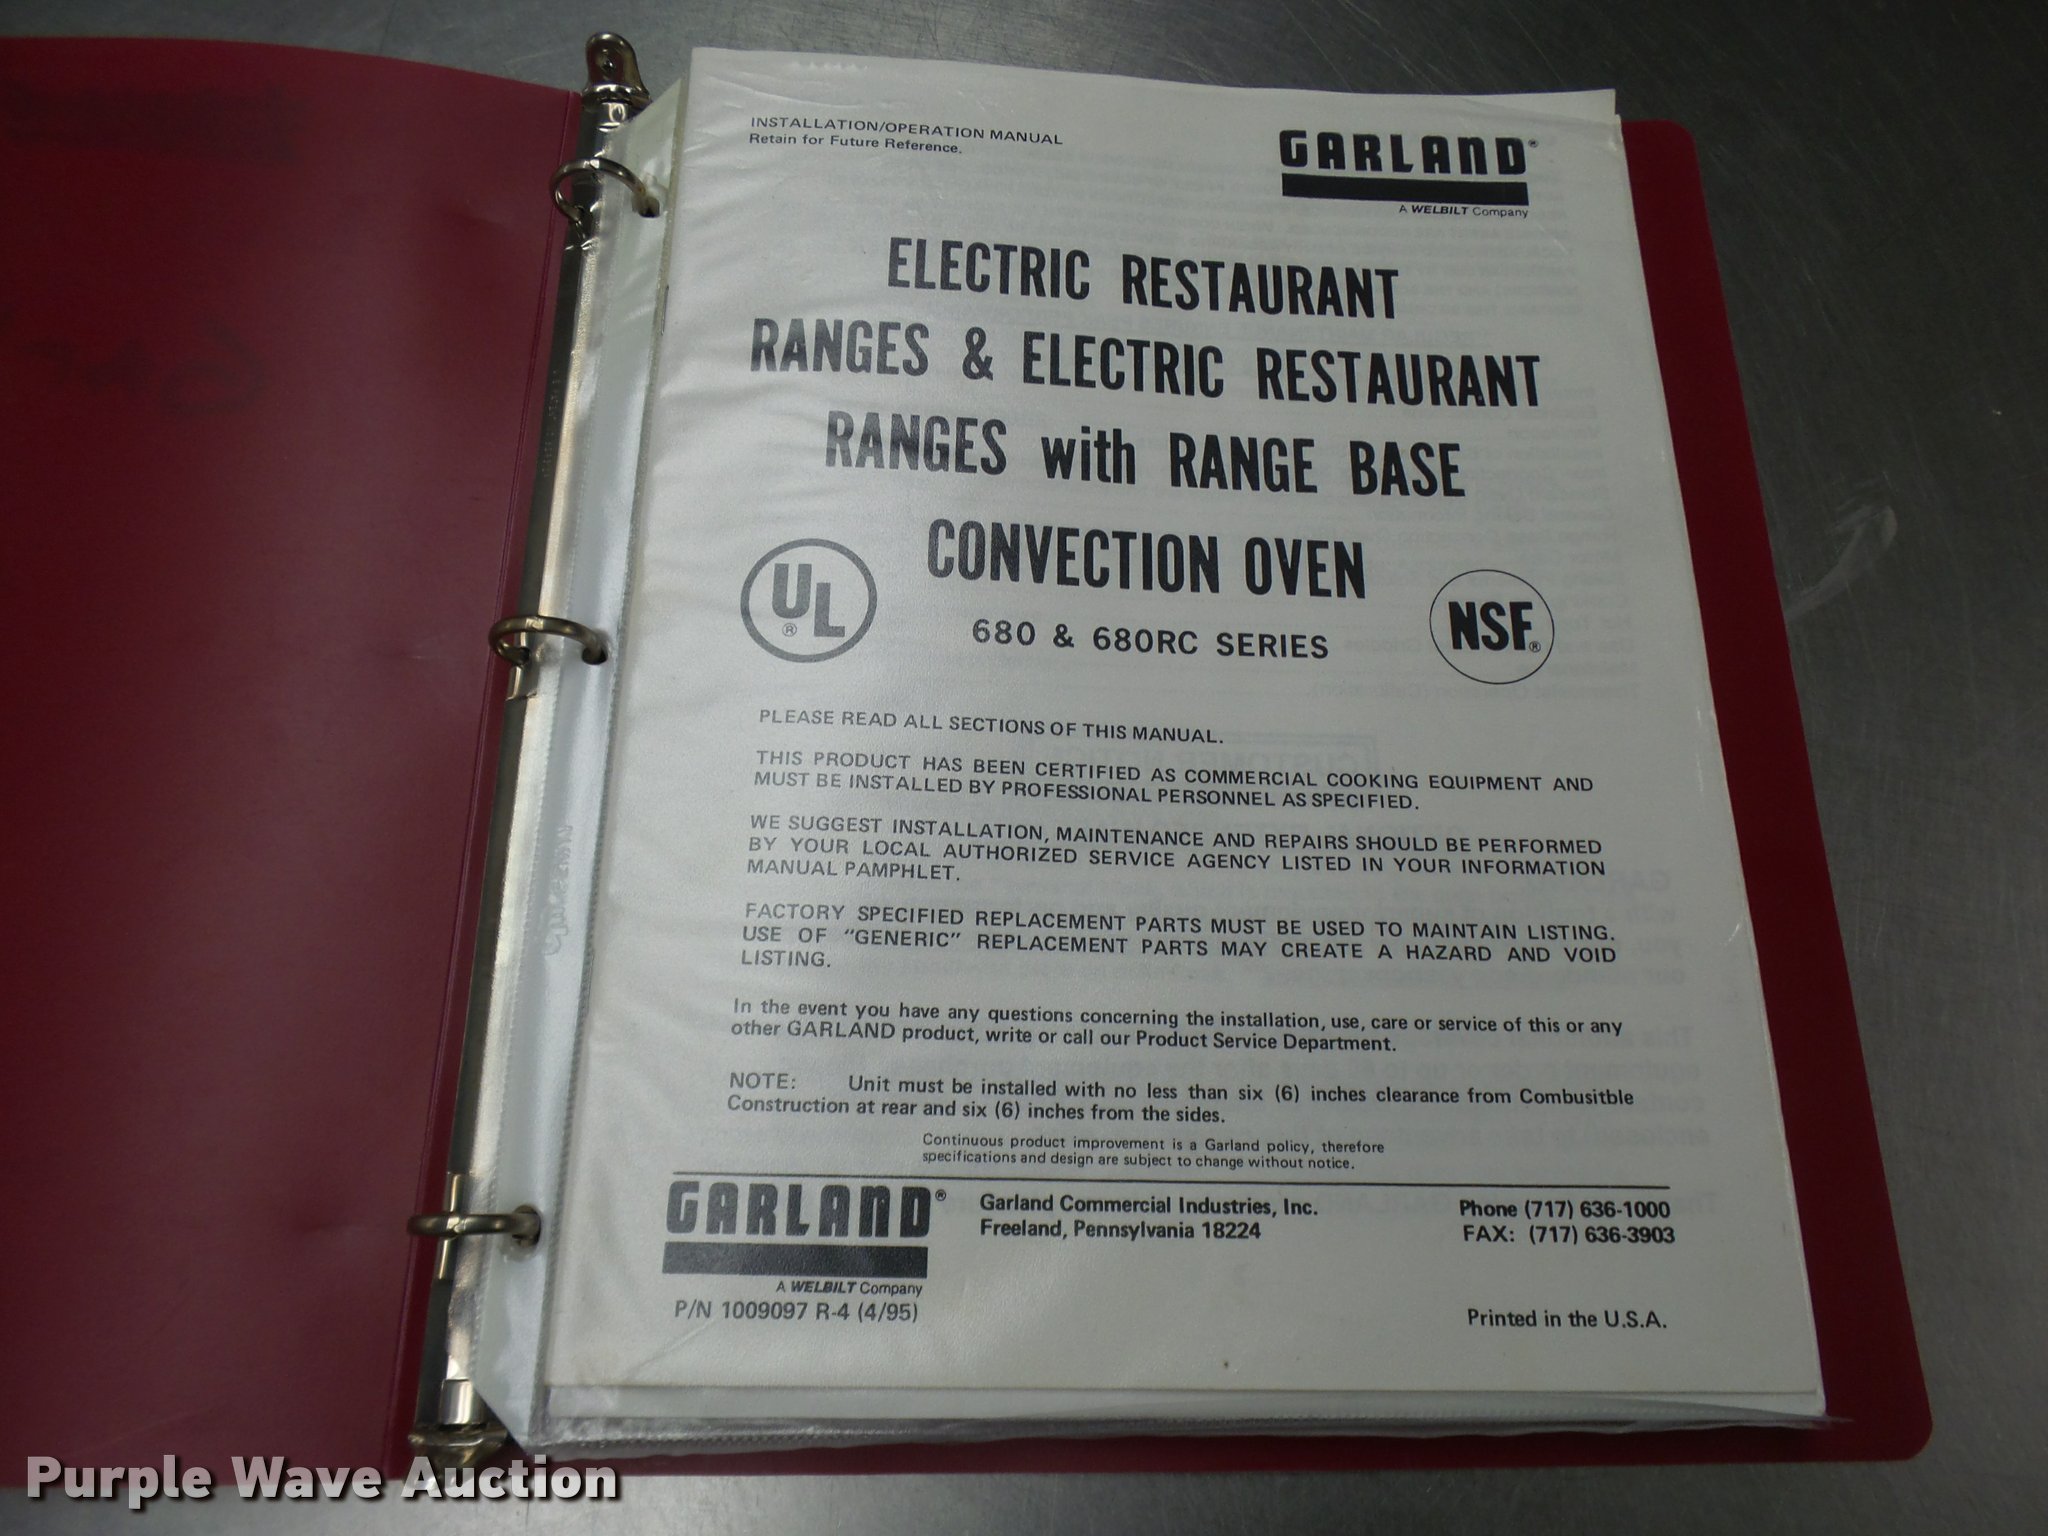 INSTALLATION/OPERATION MANUAL
Retain for Future Reference.
GARLAND®
A WELBILT Company
ELECTRIC RESTAURANT
RANGES & ELECTRIC RESTAURANT
RANGES with RANGE BASE
CONVECTION OVEN
UL®
680 & 680RC SERIES
NSF®
PLEASE READ ALL SECTIONS OF THIS MANUAL.
THIS PRODUCT HAS BEEN CERTIFIED AS COMMERCIAL COOKING EQUIPMENT AND
MUST BE INSTALLED BY PROFESSIONAL PERSONNEL AS SPECIFIED.
WE SUGGEST INSTALLATION, MAINTENANCE AND REPAIRS SHOULD BE PERFORMED
BY YOUR LOCAL AUTHORIZED SERVICE AGENCY LISTED IN YOUR INFORMATION
MANUAL PAMPHLET.
FACTORY SPECIFIED REPLACEMENT PARTS MUST BE USED TO MAINTAIN LISTING.
USE OF "GENERIC" REPLACEMENT PARTS MAY CREATE A HAZARD AND VOID
LISTING.
In the event you have any questions concerning the installation, use, care or service of this or any
other GARLAND product, write or call our Product Service Department.
NOTE: Unit must be installed with no less than six (6) inches clearance from Combusitble
Construction at rear and six (6) inches from the sides.
Continuous product improvement is a Garland policy, therefore
specifications and design are subject to change without notice.
GARLAND®
A WELBILT Company
Garland Commercial Industries, Inc.
Freeland, Pennsylvania 18224
Phone (717) 636-1000
FAX: (717) 636-3903
P/N 1009097 R-4 (4/95)
Printed in the U.S.A.
Purple Wave Auction